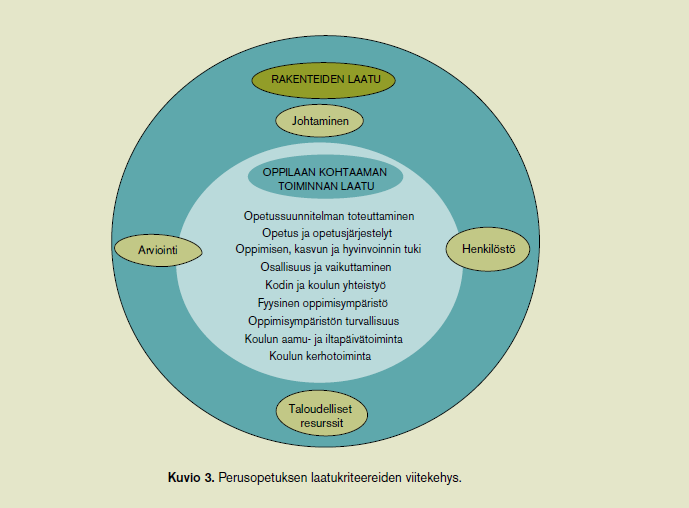 RAKENTEIDEN LAATU
Johtaminen
OPPILAAN KOHTAAMAN
TOIMINNAN LAATU
Opetussuunnitelman toteuttaminen
Opetus ja opetusjärjestelyt
Oppimisen, kasvun ja hyvinvoinnin tuki
Osallisuus ja vaikuttaminen
Kodin ja koulun yhteistyö
Fyysinen oppimisympäristö
Oppimisympäristön turvallisuus
Koulun aamu- ja iltapäivätoiminta
Koulun kerhotoiminta
Arviointi
Henkilöstö
Taloudelliset
resurssit
Kuvio 3. Perusopetuksen laatukriteereiden viitekehys.